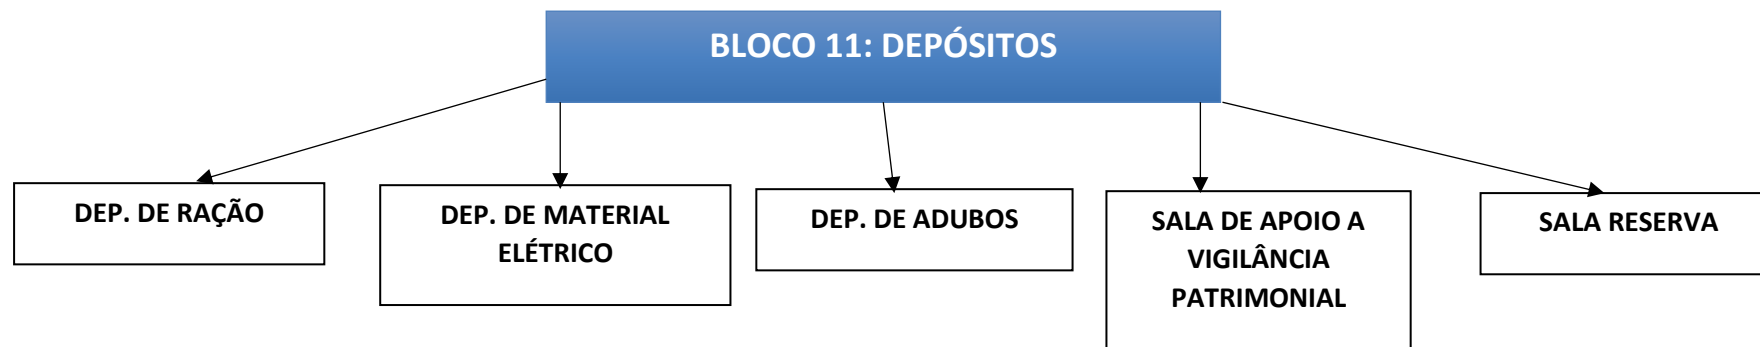 BLOCO 11: DEPÓSITOS
DEP. DE RAÇÃO
DEP. DE MATERIAL
ELÉTRICO
DEP. DE ADUBOS
SALA DE APOIO A
VIGILÂNCIA
PATRIMONIAL
SALA RESERVA